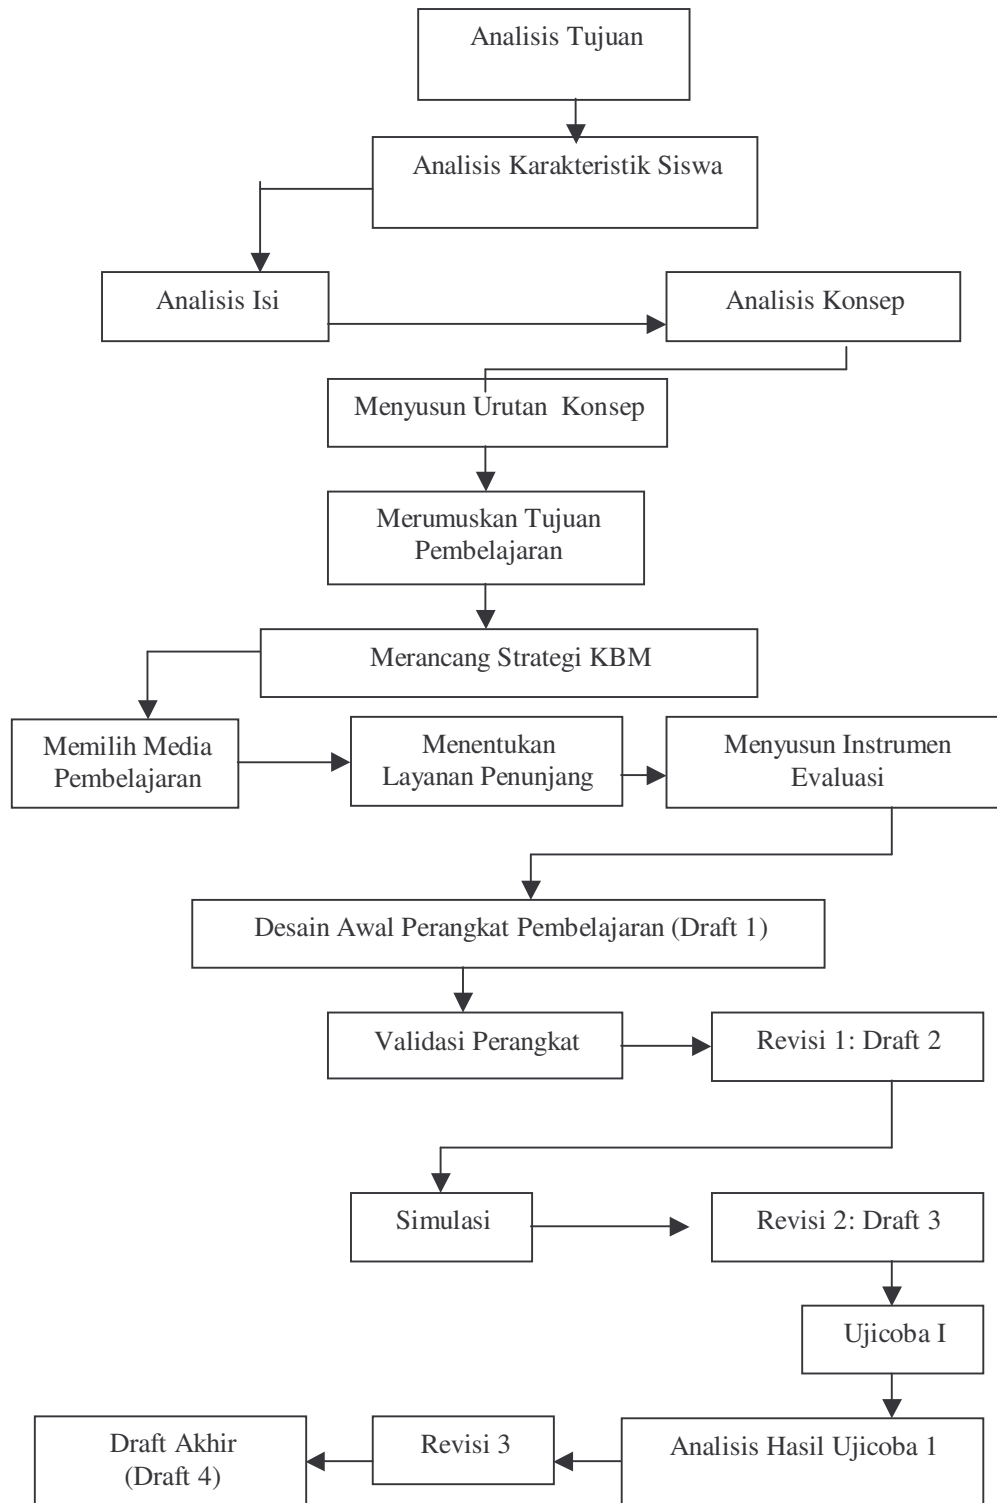 Analisis Tujuan
Analisis Karakteristik Siswa
Analisis Isi
Analisis Konsep
Menyusun Urutan Konsep
Merumuskan Tujuan
Pembelajaran
Merancang Strategi KBM
Memilih Media
Pembelajaran
Menentukan
Layanan Penunjang
Menyusun Instrumen
Evaluasi
Desain Awal Perangkat Pembelajaran (Draft 1)
Validasi Perangkat
Revisi 1: Draft 2
Simulasi
Revisi 2: Draft 3
Ujicoba I
Analisis Hasil Ujicoba 1
Revisi 3
Draft Akhir
(Draft 4)